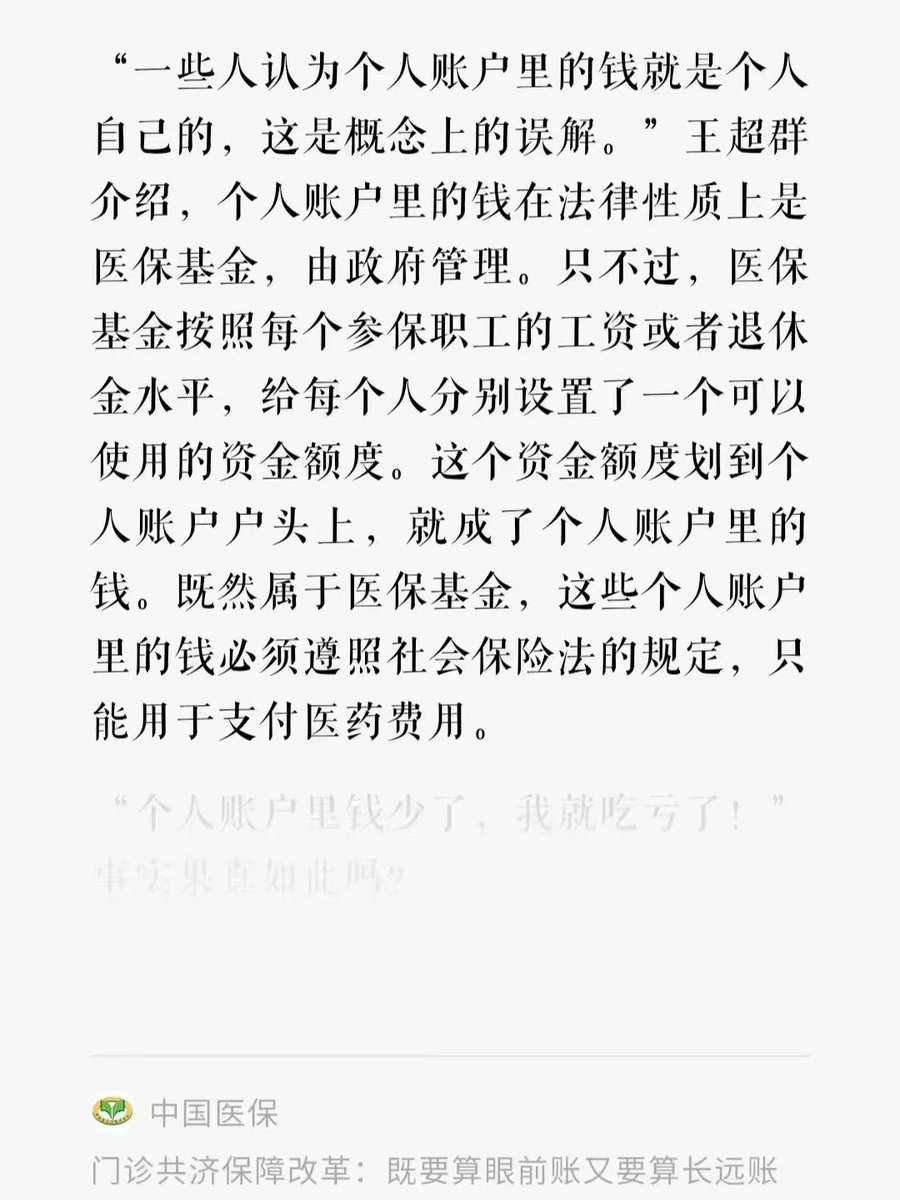 “一些人认为个人账户里的钱就是个人
自己的，这是概念上的误解。”王超群
介绍，个人账户里的钱在法律性质上是
医保基金，由政府管理。只不过，医保
基金按照每个参保职工的工资或者退休
金水平，给每个人分别设置了一个可以
使用的资金额度。这个资金额度划到个
人账户户头上，就成了个人账户里的
钱。既然属于医保基金，这些个人账户
里的钱必须遵照社会保险法的规定，只
能用于支付医药费用。
“个人账户里钱少了，我就吃亏了！”
事实果真如此吗？
中国医保
门诊共济保障改革：既要算眼前账又要算长远账